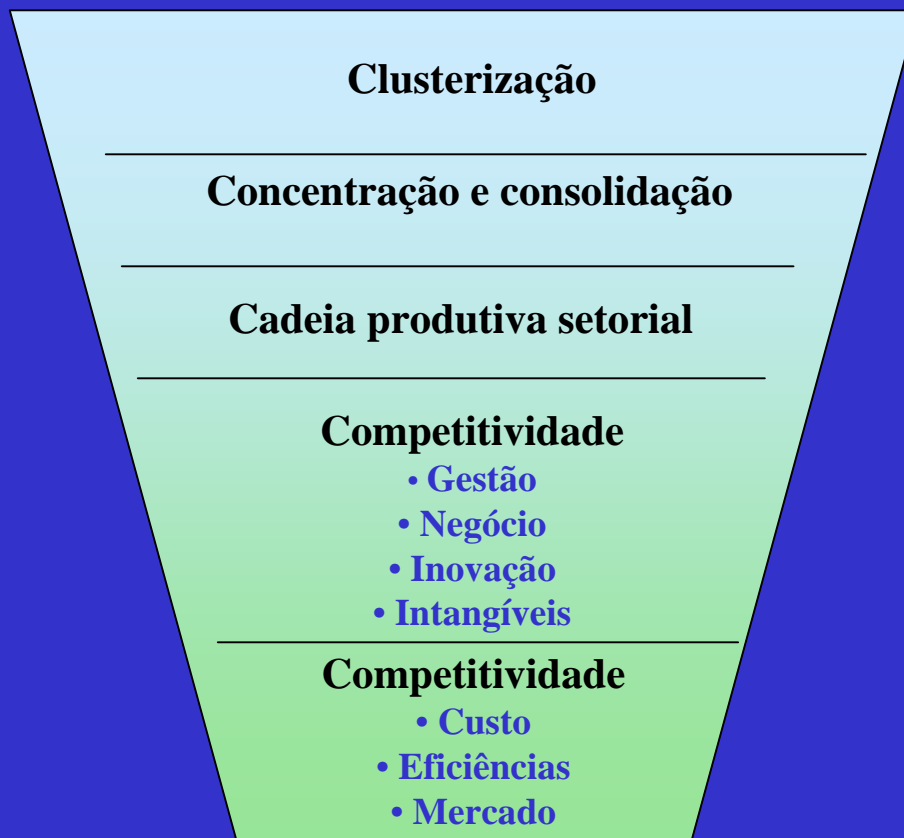 Clusterização
Concentração e consolidação
Cadeia produtiva setorial
Competitividade
• Gestão
• Negócio
• Inovação
• Intangíveis
Competitividade
• Custo
• Eficiências
• Mercado